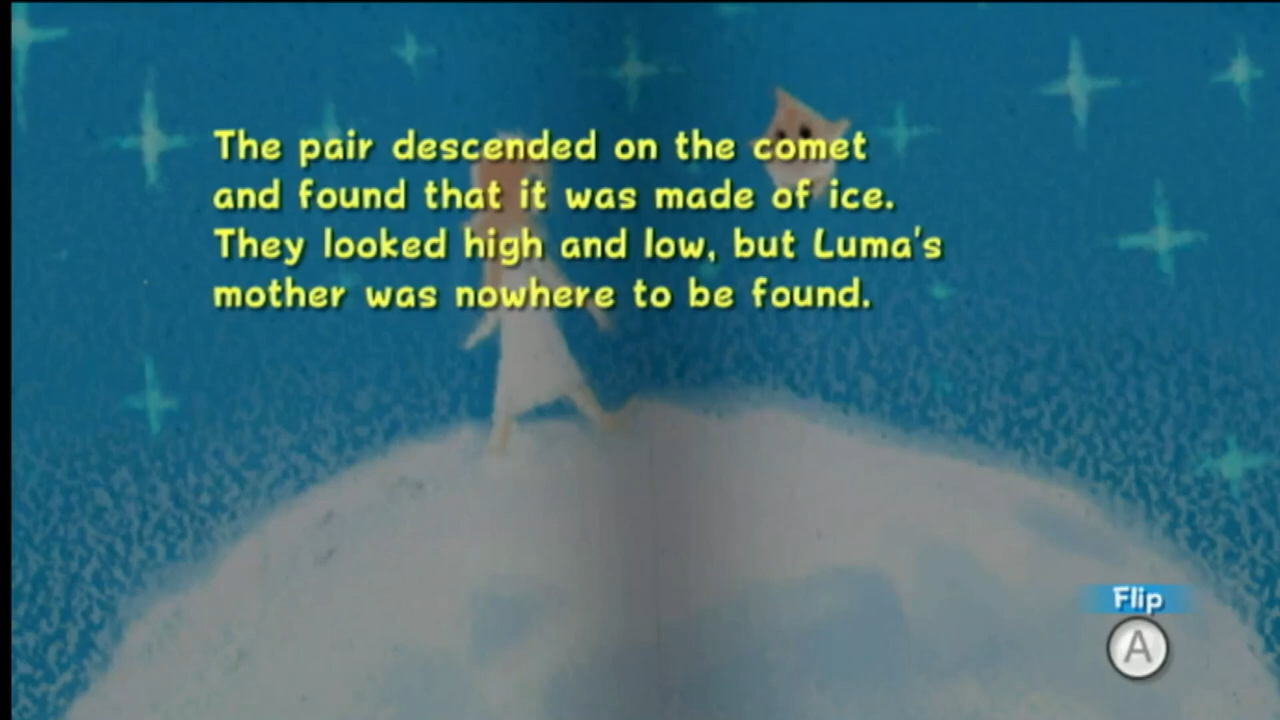 The pair descended on the comet
and found that it was made of ice.
They looked high and low, but Luma's
mother was nowhere to be found.
Flip
A